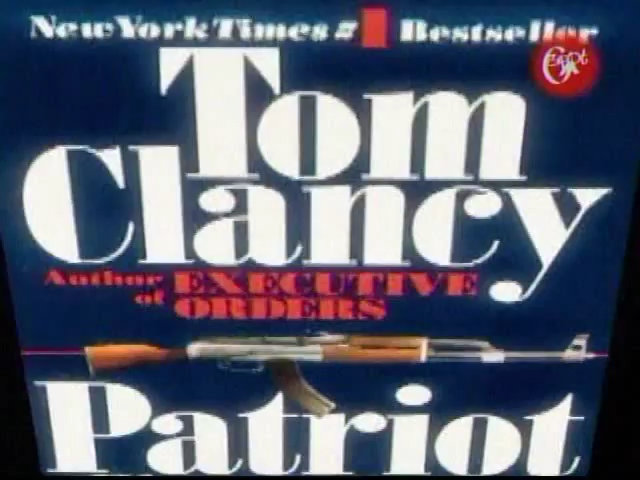 New York Times # 1 Bestseller
Tom
Clancy
Author of EXECUTIVE
ORDERS
Patriot